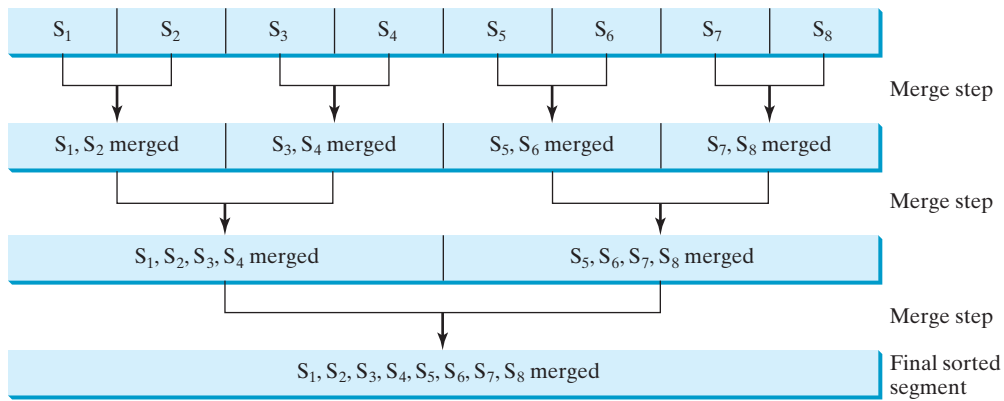 S₁ S₂ S₃ S₄ S₅ S₆ S₇ S₈
Merge step
S₁, S₂ merged S₃, S₄ merged S₅, S₆ merged S₇, S₈ merged
Merge step
S₁, S₂, S₃, S₄ merged S₅, S₆, S₇, S₈ merged
Merge step
S₁, S₂, S₃, S₄, S₅, S₆, S₇, S₈ merged
Final sorted
segment